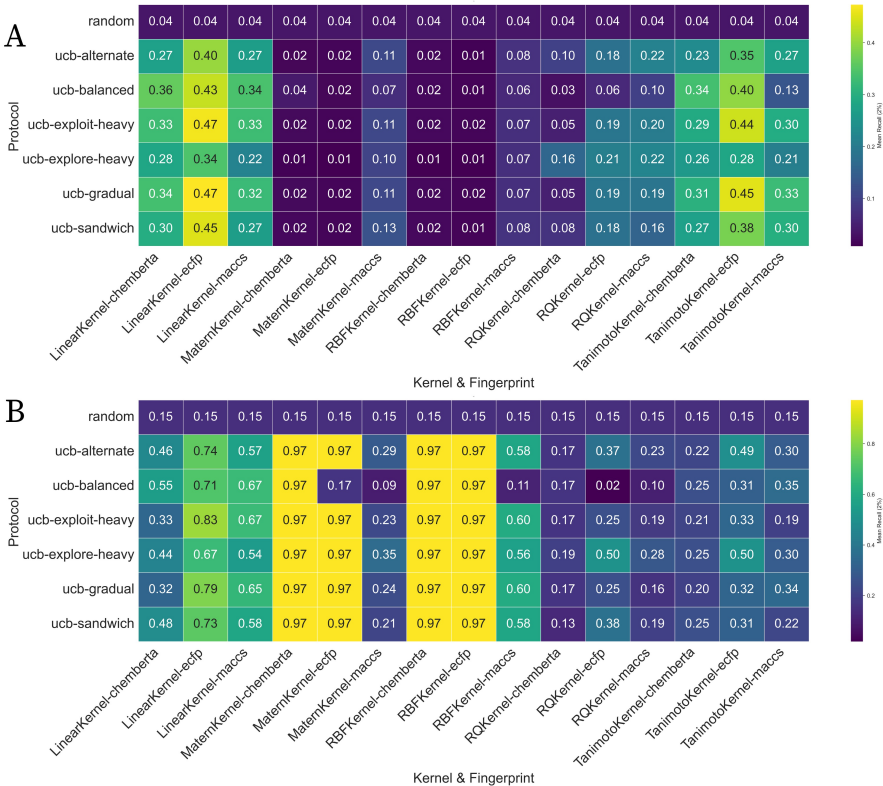 A
random 0.04 0.04 0.04 0.04 0.04 0.04 0.04 0.04 0.04 0.04 0.04 0.04 0.04 0.04 0.04
ucb-alternate 0.27 0.40 0.27 0.02 0.02 0.11 0.02 0.01 0.08 0.10 0.18 0.22 0.23 0.35 0.27
ucb-balanced 0.36 0.43 0.34 0.04 0.02 0.07 0.02 0.01 0.06 0.03 0.06 0.10 0.34 0.40 0.13
ucb-exploit-heavy 0.33 0.47 0.33 0.02 0.02 0.11 0.02 0.02 0.07 0.05 0.19 0.20 0.29 0.44 0.30
ucb-explore-heavy 0.28 0.34 0.22 0.01 0.01 0.10 0.01 0.01 0.07 0.16 0.21 0.22 0.26 0.28 0.21
ucb-gradual 0.34 0.47 0.32 0.02 0.02 0.11 0.02 0.02 0.07 0.05 0.19 0.19 0.31 0.45 0.33
ucb-sandwich 0.30 0.45 0.27 0.02 0.02 0.13 0.02 0.01 0.08 0.08 0.18 0.16 0.27 0.38 0.30
Protocol
LinearKernel-chemberta
LinearKernel-ecfp
LinearKernel-maccs
MaternKernel-chemberta
MaternKernel-ecfp
MaternKernel-maccs
RBFKernel-chemberta
RBFKernel-ecfp
RBFKernel-maccs
RQKernel-chemberta
RQKernel-ecfp
RQKernel-maccs
TanimotoKernel-chemberta
TanimotoKernel-ecfp
TanimotoKernel-maccs
Kernel & Fingerprint
0.4
0.3
0.2
0.1
Mean Recall (2%)
B
random 0.15 0.15 0.15 0.15 0.15 0.15 0.15 0.15 0.15 0.15 0.15 0.15 0.15 0.15 0.15
ucb-alternate 0.46 0.74 0.57 0.97 0.97 0.29 0.97 0.97 0.58 0.17 0.37 0.23 0.22 0.49 0.30
ucb-balanced 0.55 0.71 0.67 0.97 0.17 0.09 0.97 0.97 0.11 0.17 0.02 0.10 0.25 0.31 0.35
ucb-exploit-heavy 0.33 0.83 0.67 0.97 0.97 0.23 0.97 0.97 0.60 0.17 0.25 0.19 0.21 0.33 0.19
ucb-explore-heavy 0.44 0.67 0.54 0.97 0.97 0.35 0.97 0.97 0.56 0.19 0.50 0.28 0.25 0.50 0.30
ucb-gradual 0.32 0.79 0.65 0.97 0.97 0.24 0.97 0.97 0.60 0.17 0.25 0.16 0.20 0.32 0.34
ucb-sandwich 0.48 0.73 0.58 0.97 0.97 0.21 0.97 0.97 0.58 0.13 0.38 0.19 0.25 0.31 0.22
Protocol
LinearKernel-chemberta
LinearKernel-ecfp
LinearKernel-maccs
MaternKernel-chemberta
MaternKernel-ecfp
MaternKernel-maccs
RBFKernel-chemberta
RBFKernel-ecfp
RBFKernel-maccs
RQKernel-chemberta
RQKernel-ecfp
RQKernel-maccs
TanimotoKernel-chemberta
TanimotoKernel-ecfp
TanimotoKernel-maccs
Kernel & Fingerprint
0.8
0.6
0.4
0.2
Mean Recall (2%)